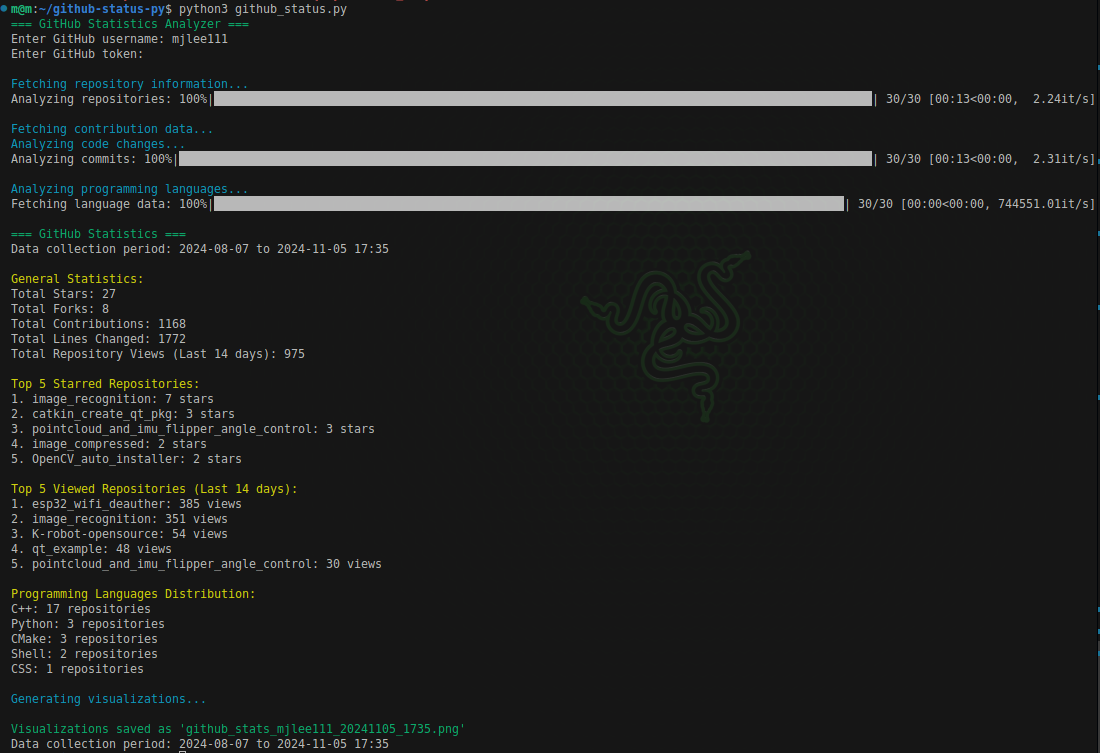 m@m:~/github-status-py$ python3 github_status.py
=== GitHub Statistics Analyzer ===
Enter GitHub username: mjlee111
Enter GitHub token:
Fetching repository information...
Analyzing repositories: 100%| | 30/30 [00:13<00:00, 2.24it/s]
Fetching contribution data...
Analyzing code changes...
Analyzing commits: 100%| | 30/30 [00:13<00:00, 2.31it/s]
Analyzing programming languages...
Fetching language data: 100%| | 30/30 [00:00<00:00, 744551.01it/s]
=== GitHub Statistics ===
Data collection period: 2024-08-07 to 2024-11-05 17:35
General Statistics:
Total Stars: 27
Total Forks: 8
Total Contributions: 1168
Total Lines Changed: 1772
Total Repository Views (Last 14 days): 975
Top 5 Starred Repositories:
1. image_recognition: 7 stars
2. catkin_create_qt_pkg: 3 stars
3. pointcloud_and_imu_flipper_angle_control: 3 stars
4. image_compressed: 2 stars
5. OpenCV_auto_installer: 2 stars
Top 5 Viewed Repositories (Last 14 days):
1. esp32_wifi_deauther: 385 views
2. image_recognition: 351 views
3. K-robot-opensource: 54 views
4. qt_example: 48 views
5. pointcloud_and_imu_flipper_angle_control: 30 views
Programming Languages Distribution:
C++: 17 repositories
Python: 3 repositories
CMake: 3 repositories
Shell: 2 repositories
CSS: 1 repositories
Generating visualizations...
Visualizations saved as 'github_stats_mjlee111_20241105_1735.png'
Data collection period: 2024-08-07 to 2024-11-05 17:35